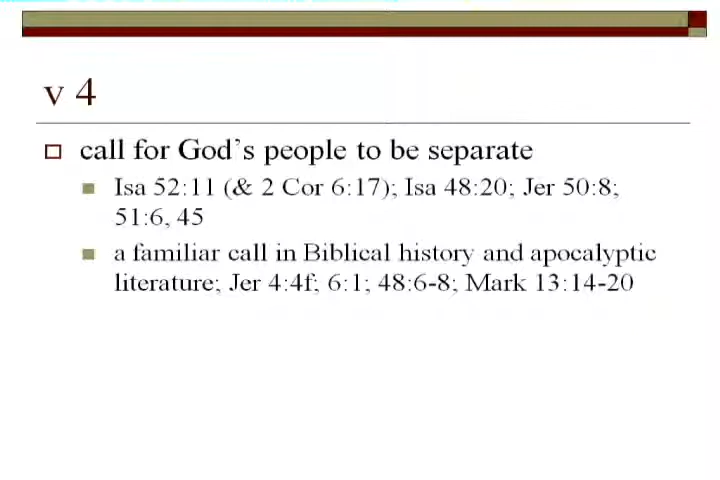 v 4
call for God's people to be separate
Isa 52:11 (& 2 Cor 6:17); Isa 48:20; Jer 50:8;
51:6, 45
a familiar call in Biblical history and apocalyptic
literature; Jer 4:4f; 6:1; 48:6-8; Mark 13:14-20